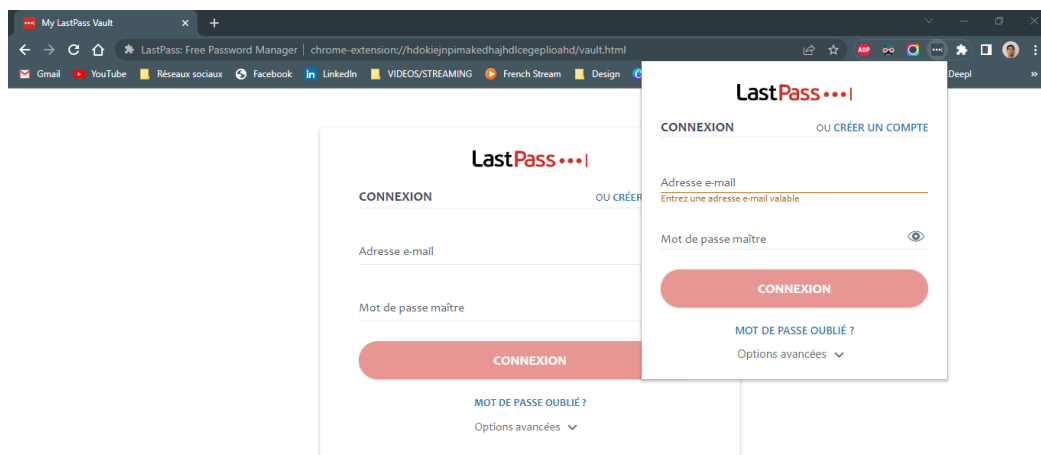 My LastPass Vault
LastPass: Free Password Manager | chrome-extension://hdokiejnpimakedhajhdlcegeplioahd/vault.html
ABP
Gmail YouTube Réseaux sociaux Facebook LinkedIn VIDEOS/STREAMING French Stream Design Deepl »
LastPass
CONNEXION OU CRÉER
Adresse e-mail
Mot de passe maître
CONNEXION
MOT DE PASSE OUBLIÉ ?
Options avancées
LastPass
CONNEXION OU CRÉER UN COMPTE
Adresse e-mail
Entrez une adresse e-mail valable
Mot de passe maître
CONNEXION
MOT DE PASSE OUBLIÉ ?
Options avancées